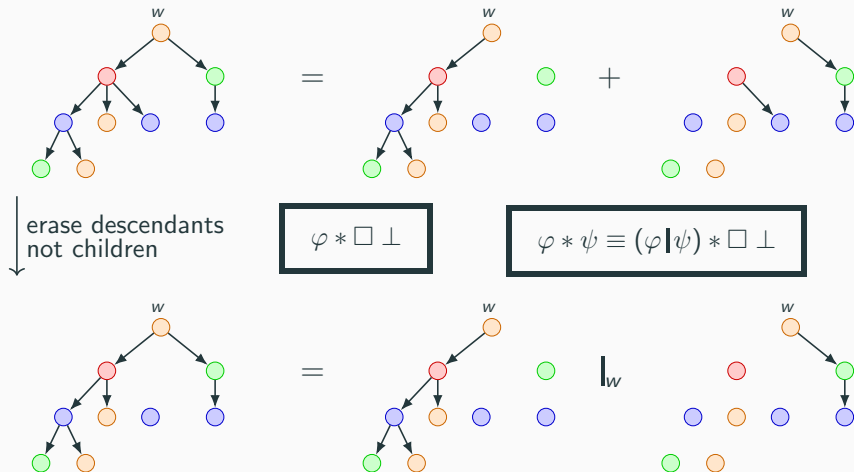 w w w
= +
erase descendants
not children
φ ∗ □ ⊥
φ ∗ ψ ≡ (φ|ψ) ∗ □ ⊥
w w w
= |w